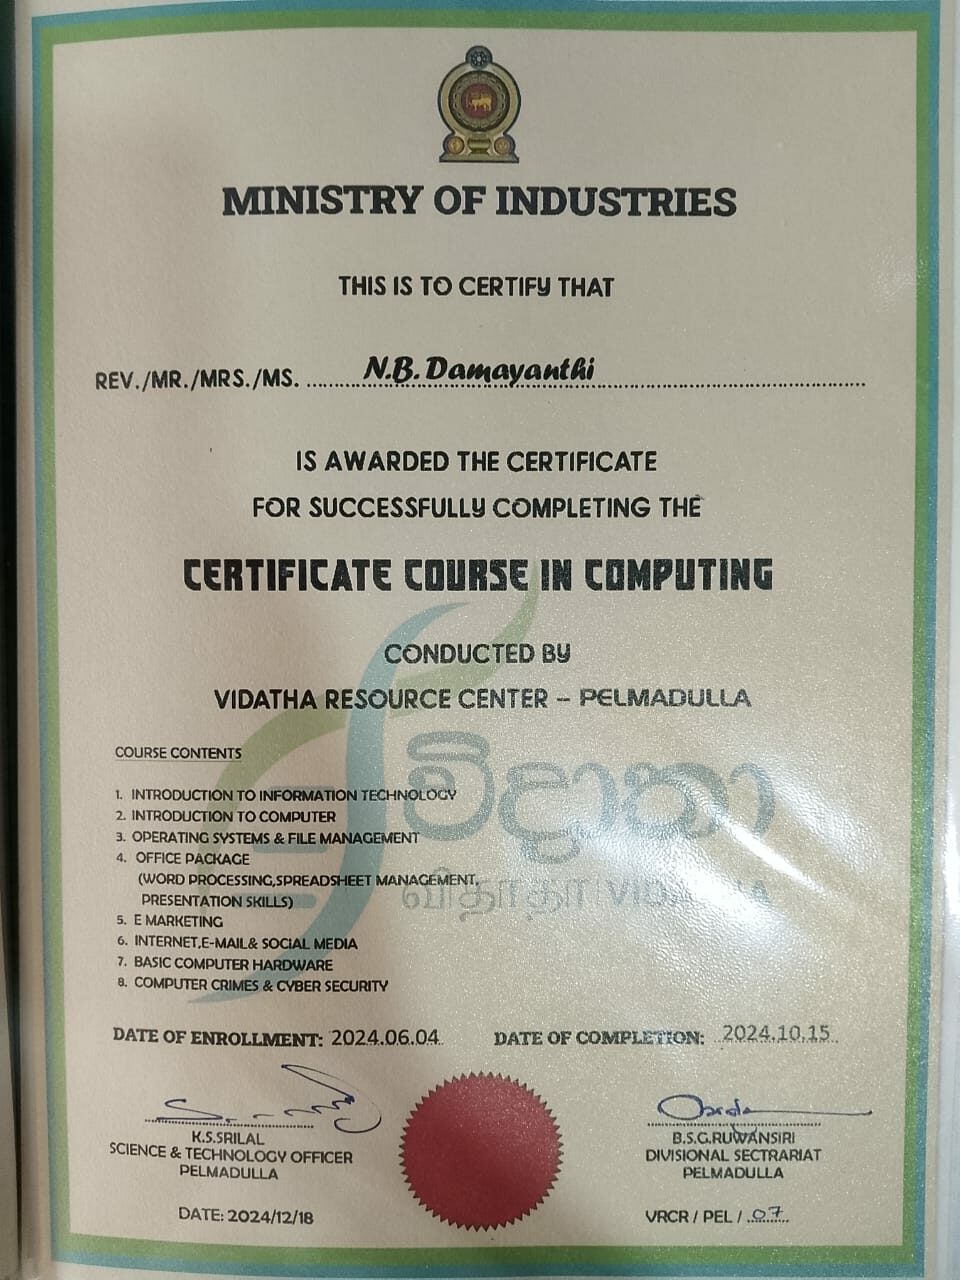 MINISTRY OF INDUSTRIES
THIS IS TO CERTIFY THAT
REV./MR./MRS./MS. N.B. Damayanthi
IS AWARDED THE CERTIFICATE
FOR SUCCESSFULLY COMPLETING THE
CERTIFICATE COURSE IN COMPUTING
CONDUCTED BY
VIDATHA RESOURCE CENTER – PELMADULLA
COURSE CONTENTS
1. INTRODUCTION TO INFORMATION TECHNOLOGY
2. INTRODUCTION TO COMPUTER
3. OPERATING SYSTEMS & FILE MANAGEMENT
4. OFFICE PACKAGE
(WORD PROCESSING,SPREADSHEET MANAGEMENT,
PRESENTATION SKILLS)
5. E MARKETING
6. INTERNET,E-MAIL& SOCIAL MEDIA
7. BASIC COMPUTER HARDWARE
8. COMPUTER CRIMES & CYBER SECURITY
විදාතා
விதாதா VIDATHA
DATE OF ENROLLMENT: 2024.06.04 DATE OF COMPLETION: 2024.10.15
K.S.SRILAL
SCIENCE & TECHNOLOGY OFFICER
PELMADULLA
DATE: 2024/12/18
B.S.G.RUWANSIRI
DIVISIONAL SECTRARIAT
PELMADULLA
VRCR / PEL / 07